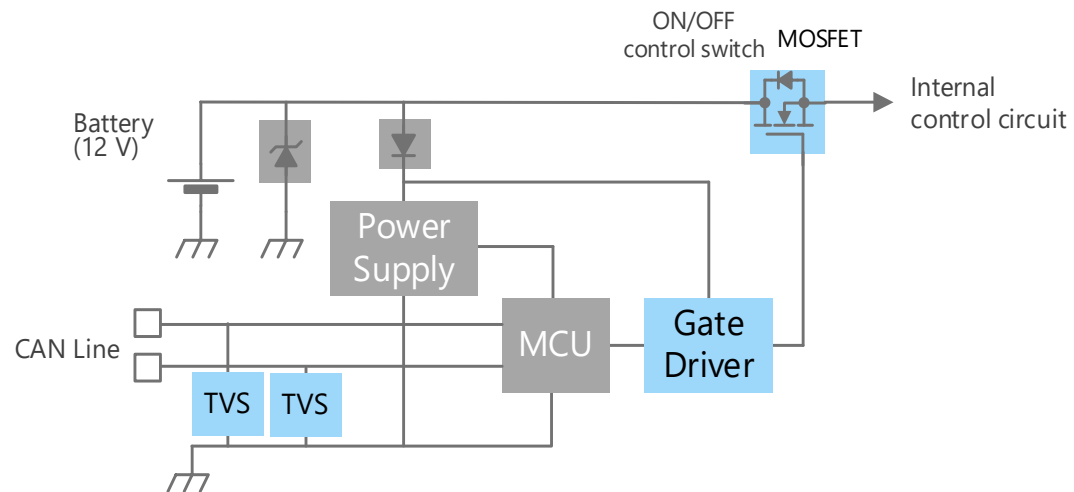 ON/OFF
control switch
MOSFET
Battery
(12 V)
Internal
control circuit
Power
Supply
CAN Line
MCU
Gate
Driver
TVS
TVS